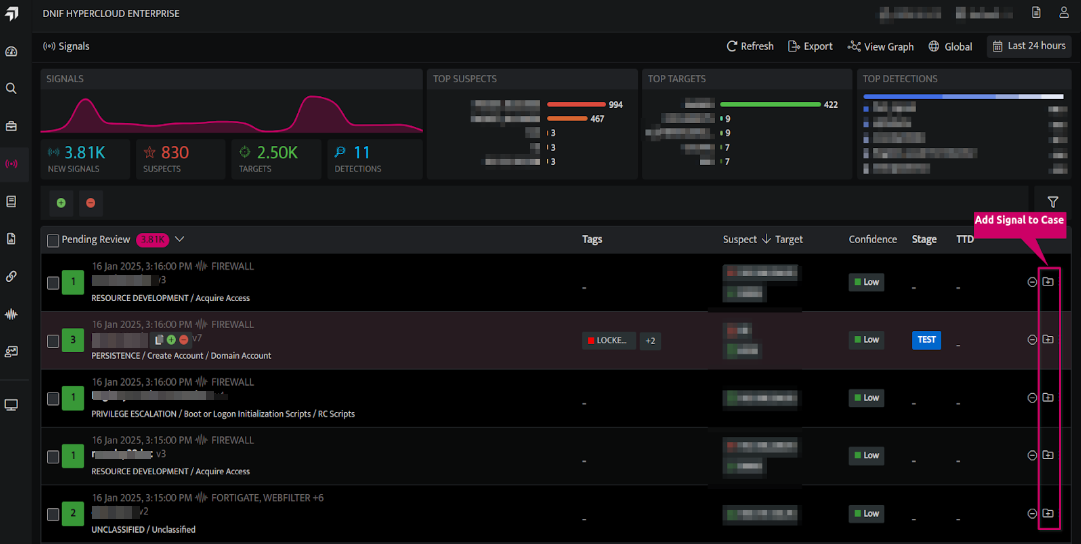 DNIF HYPERCLOUD ENTERPRISE
Signals
Refresh
Export
View Graph
Global
Last 24 hours
SIGNALS
3.81K
NEW SIGNALS
830
SUSPECTS
2.50K
TARGETS
11
DETECTIONS
TOP SUSPECTS
994
467
3
3
3
TOP TARGETS
422
9
9
7
7
TOP DETECTIONS
Add Signal to Case
Pending Review 3.81K
Tags
Suspect
Target
Confidence
Stage
TTD
16 Jan 2025, 3:16:00 PM FIREWALL
1
/v3
RESOURCE DEVELOPMENT / Acquire Access
–
Low
–
–
16 Jan 2025, 3:16:00 PM FIREWALL
3
v7
PERSISTENCE / Create Account / Domain Account
LOCKE...
+2
Low
TEST
–
16 Jan 2025, 3:16:00 PM FIREWALL
1
PRIVILEGE ESCALATION / Boot or Logon Initialization Scripts / RC Scripts
–
Low
–
–
16 Jan 2025, 3:15:00 PM FIREWALL
1
v3
RESOURCE DEVELOPMENT / Acquire Access
–
Low
–
–
16 Jan 2025, 3:15:00 PM FORTIGATE, WEBFILTER +6
2
v2
UNCLASSIFIED / Unclassified
–
Low
–
–